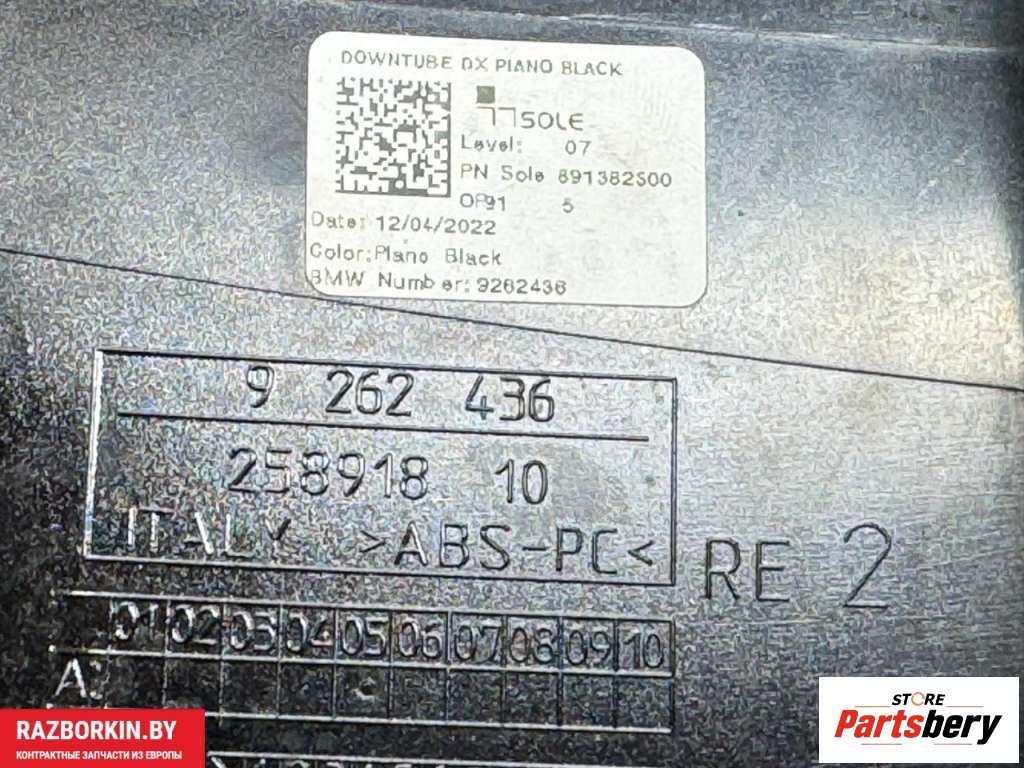 DOWNTUBE DX PIANO BLACK
SOLE
Level: 07
PN Sole 891382S00
OP91 5
Date: 12/04/2022
Color:Piano Black
BMW Number: 9262436
9 262 436
258918 10
ITALY >ABS-PC<
RE 2
01 02 03 04 05 06 07 08 09 10
A:
RAZBORKIN.BY
КОНТРАКТНЫЕ ЗАПЧАСТИ ИЗ ЕВРОПЫ
STORE
Partsbery